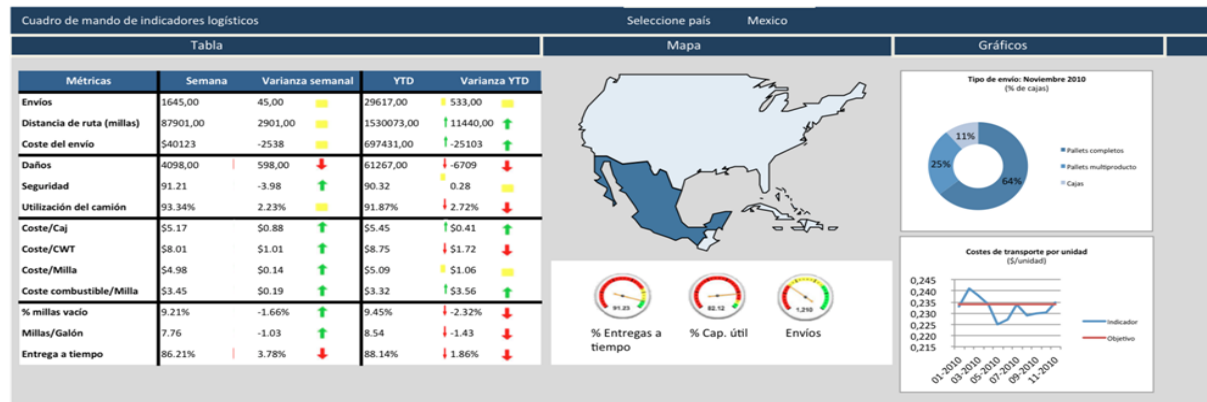 Cuadro de mando de indicadores logísticos Seleccione país Mexico
Tabla Mapa Gráficos
Métricas Semana Varianza semanal YTD Varianza YTD
Envíos 1645,00 45,00 29617,00 533,00
Distancia de ruta (millas) 87901,00 2901,00 1530073,00 11440,00
Coste del envío $40123 -2538 697431,00 -25103
Daños 4098,00 598,00 61267,00 -6709
Seguridad 91.21 -3.98 90.32 0.28
Utilización del camión 93.34% 2.23% 91.87% 2.72%
Coste/Caj $5.17 $0.88 $5.45 $0.41
Coste/CWT $8.01 $1.01 $8.75 $1.72
Coste/Milla $4.98 $0.14 $5.09 $1.06
Coste combustible/Milla $3.45 $0.19 $3.32 $3.56
% millas vacío 9.21% -1.66% 9.45% -2.32%
Millas/Galón 7.76 -1.03 8.54 -1.43
Entrega a tiempo 86.21% 3.78% 88.14% 1.86%
91.23 82.12 1,210
% Entregas a tiempo
% Cap. útil
Envíos
Tipo de envío: Noviembre 2010
(% de cajas)
11%
25%
64%
Pallets completos
Pallets multiproducto
Cajas
Costes de transporte por unidad
($/unidad)
0,245
0,240
0,235
0,230
0,225
0,220
0,215
01-2010 03-2010 05-2010 07-2010 09-2010 11-2010
Indicador
Objetivo